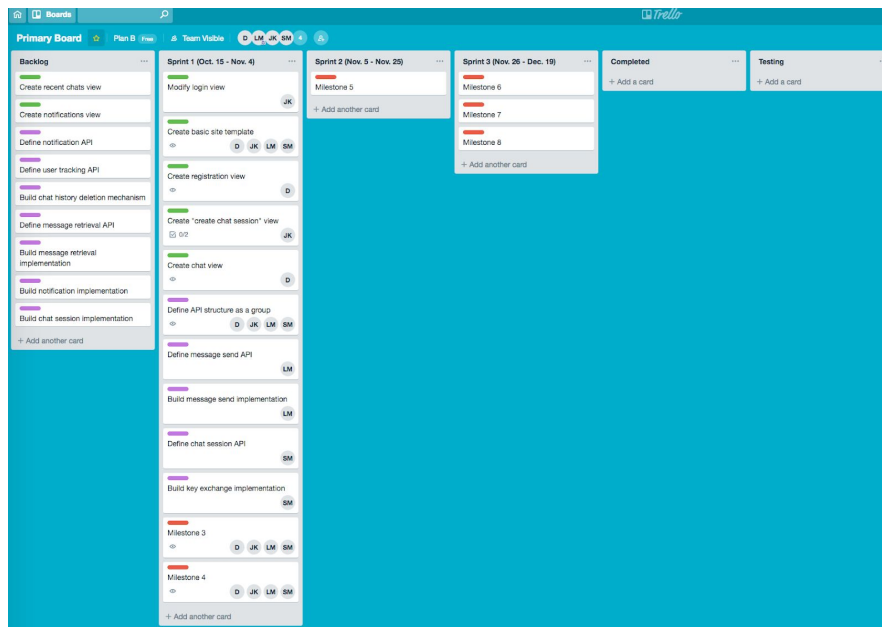 Boards
Trello
Primary Board
Plan B Free
Team Visible
D LM JK SM 4
Backlog
Create recent chats view
Create notifications view
Define notification API
Define user tracking API
Build chat history deletion mechanism
Define message retrieval API
Build message retrieval
implementation
Build notification implementation
Build chat session implementation
+ Add another card
Sprint 1 (Oct. 15 - Nov. 4)
Modify login view
JK
Create basic site template
D JK LM SM
Create registration view
D
Create "create chat session" view
0/2
JK
Create chat view
D
Define API structure as a group
D JK LM SM
Define message send API
LM
Build message send implementation
LM
Define chat session API
SM
Build key exchange implementation
SM
Milestone 3
D JK LM SM
Milestone 4
D JK LM SM
+ Add another card
Sprint 2 (Nov. 5 - Nov. 25)
Milestone 5
+ Add another card
Sprint 3 (Nov. 26 - Dec. 19)
Milestone 6
Milestone 7
Milestone 8
+ Add another card
Completed
+ Add a card
Testing
+ Add a card